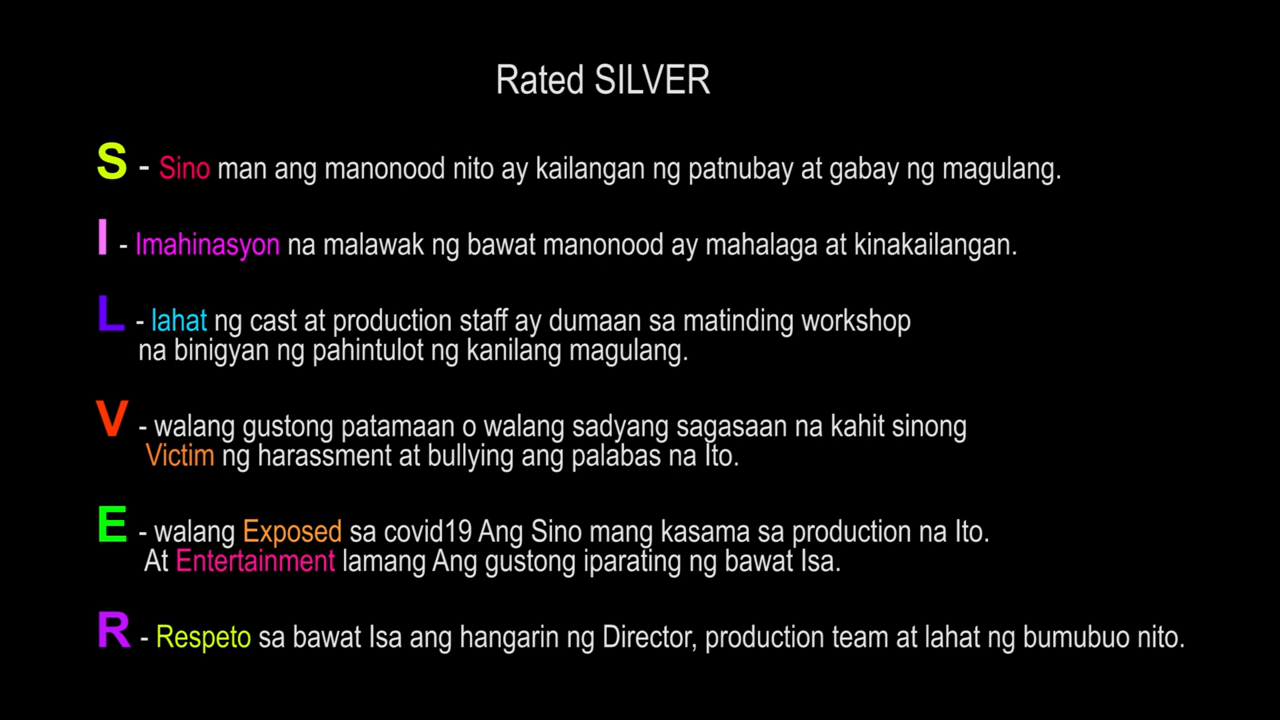 Rated SILVER
S - Sino man ang manonood nito ay kailangan ng patnubay at gabay ng magulang.
I - Imahinasyon na malawak ng bawat manonood ay mahalaga at kinakailangan.
L - lahat ng cast at production staff ay dumaan sa matinding workshop
na binigyan ng pahintulot ng kanilang magulang.
V - walang gustong patamaan o walang sadyang sagasaan na kahit sinong
Victim ng harassment at bullying ang palabas na Ito.
E - walang Exposed sa covid19 Ang Sino mang kasama sa production na Ito.
At Entertainment lamang Ang gustong iparating ng bawat Isa.
R - Respeto sa bawat Isa ang hangarin ng Director, production team at lahat ng bumubuo nito.